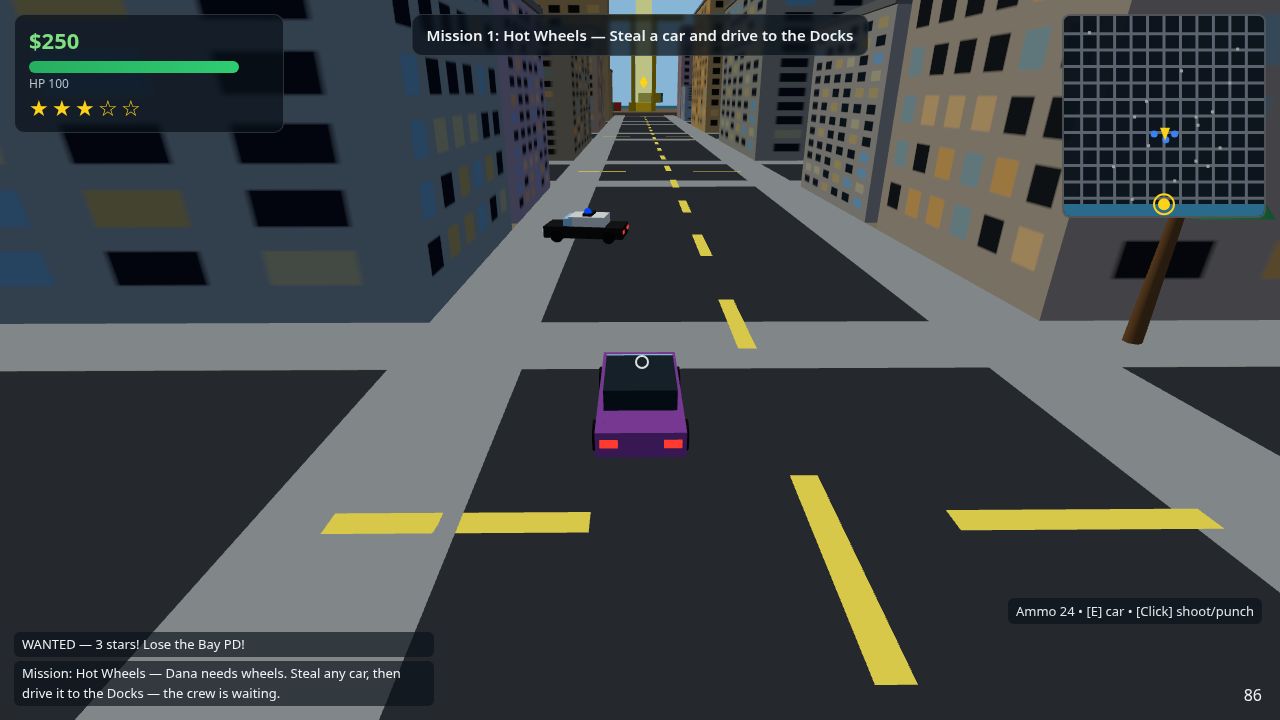 $250
Mission 1: Hot Wheels — Steal a car and drive to the Docks
HP 100
★★★☆☆
Ammo 24 • [E] car • [Click] shoot/punch
WANTED — 3 stars! Lose the Bay PD!
Mission: Hot Wheels — Dana needs wheels. Steal any car, then
drive it to the Docks — the crew is waiting.
86